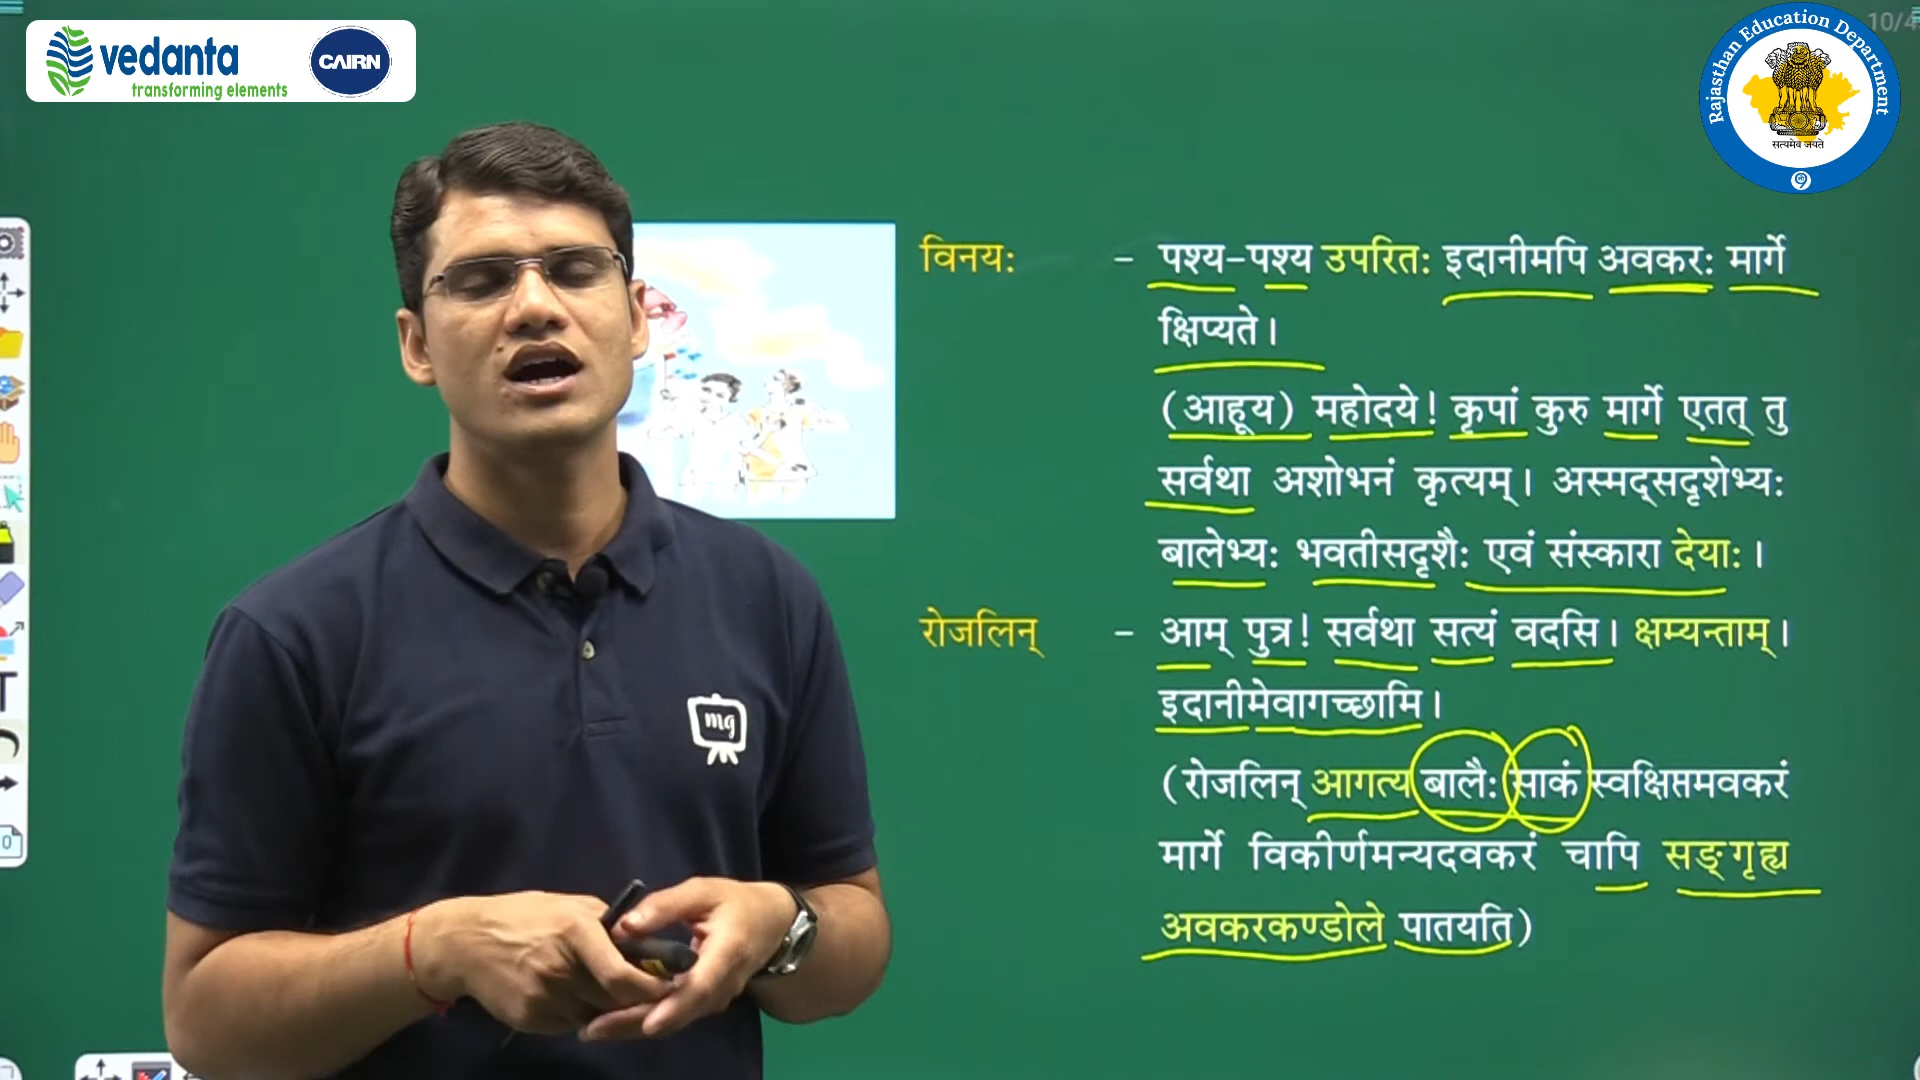 vedanta
transforming elements
CAIRN
Rajasthan Education Department
सत्यमेव जयते
mg
विनयः – पश्य-पश्य उपरितः इदानीमपि अवकरः मार्गे
क्षिप्यते।
(आहूय) महोदये! कृपां कुरु मार्गे एतत् तु
सर्वथा अशोभनं कृत्यम्। अस्मद्सदृशेभ्यः
बालेभ्यः भवतीसदृशैः एवं संस्कारा देयाः।
रोजलिन् – आम् पुत्र! सर्वथा सत्यं वदसि। क्षम्यन्ताम्।
इदानीमेवागच्छामि।
(रोजलिन् आगत्य बालैः साकं स्वक्षिप्तमवकरं
मार्गे विकीर्णमन्यदवकरं चापि सङ्गृह्य
अवकरकण्डोले पातयति)